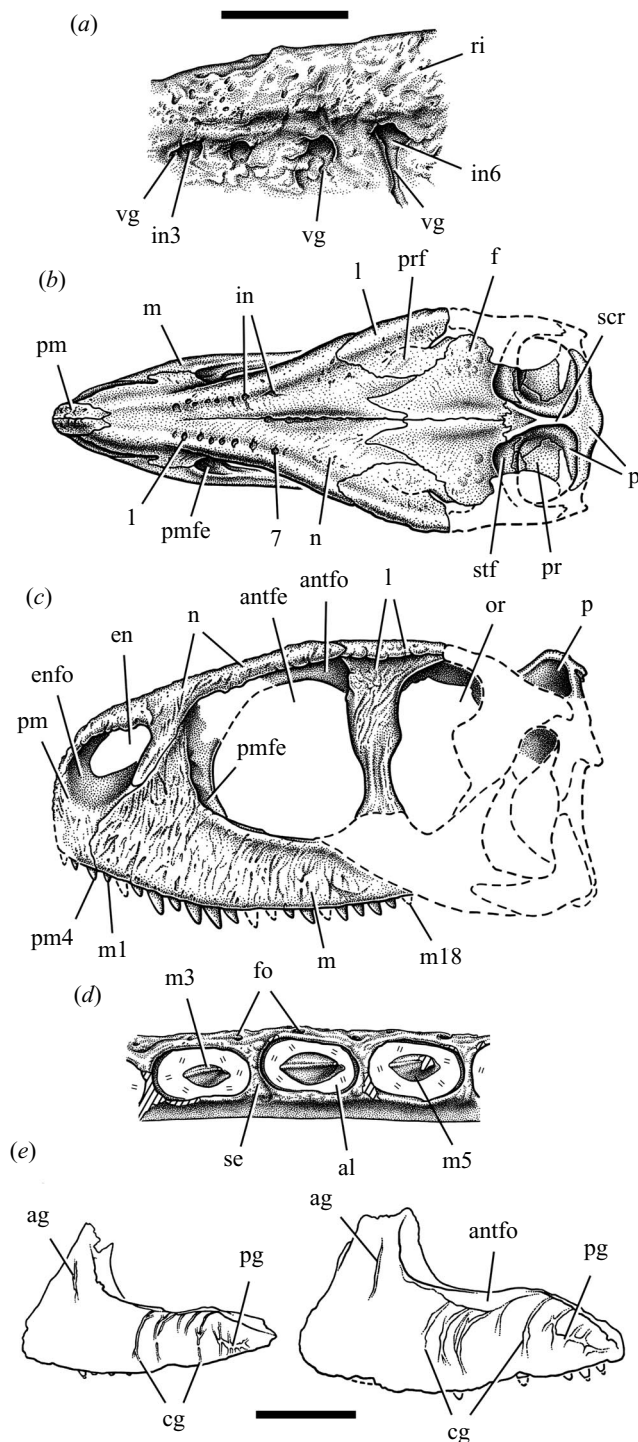 (a)
ri
vg
in3
vg
vg
in6
(b)
pm
m
in
l
prf
f
scr
p
1
pmfe
7
n
stf
pr
(c)
enfo
en
n
antfe
antfo
l
or
p
pm
pmfe
pm4
m1
m
m18
(d)
m3
fo
se
al
m5
(e)
ag
pg
cg
ag
antfo
pg
cg